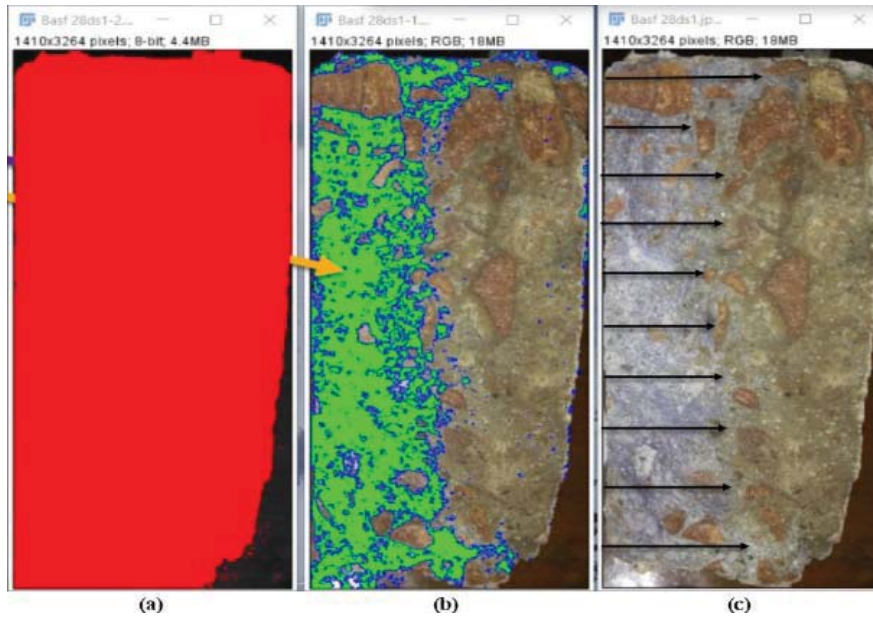 Basf 28ds1-2...
1410x3264 pixels; 8-bit; 4.4MB
(a)
Basf 28ds1-1...
1410x3264 pixels; RGB; 18MB
(b)
Basf 28ds1.jp...
1410x3264 pixels; RGB; 18MB
(c)